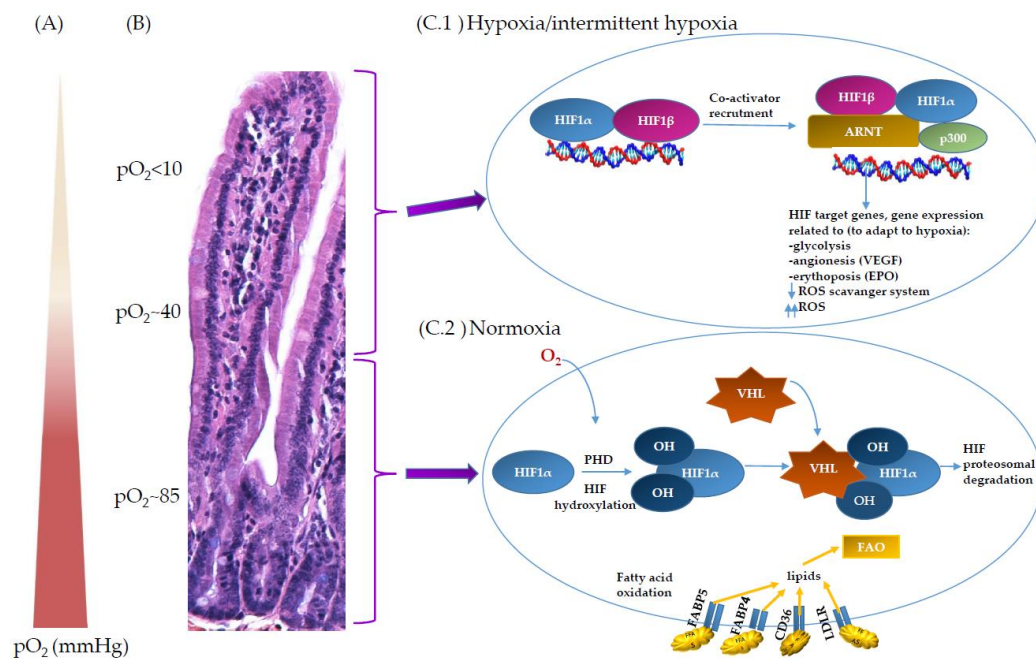 (A)
(B)
(C.1 ) Hypoxia/intermittent hypoxia
pO2<10
pO2~40
pO2~85
pO2 (mmHg)
HIF1α
HIF1β
Co-activator
recrutment
HIF1β
HIF1α
ARNT
p300
HIF target genes, gene expression
related to (to adapt to hypoxia):
-glycolysis
-angionesis (VEGF)
-erythoposis (EPO)
ROS scavanger system
ROS
(C.2 ) Normoxia
O2
VHL
HIF1α
PHD
HIF
hydroxylation
OH
HIF1α
OH
VHL
OH
HIF1α
OH
HIF
proteosomal
degradation
FAO
lipids
Fatty acid
oxidation
FABP5
FABP4
CD36
LDLR